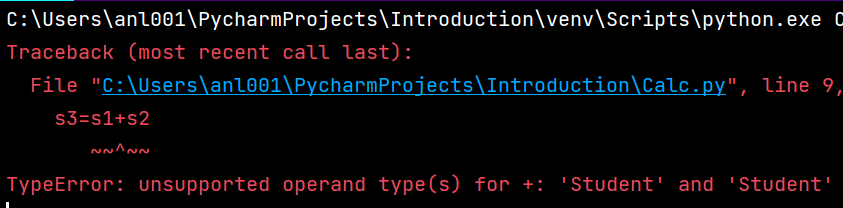 C:\Users\anl001\PycharmProjects\Introduction\venv\Scripts\python.exe C
Traceback (most recent call last):
  File "C:\Users\anl001\PycharmProjects\Introduction\Calc.py", line 9,
    s3=s1+s2
       ~~^~~
TypeError: unsupported operand type(s) for +: 'Student' and 'Student'